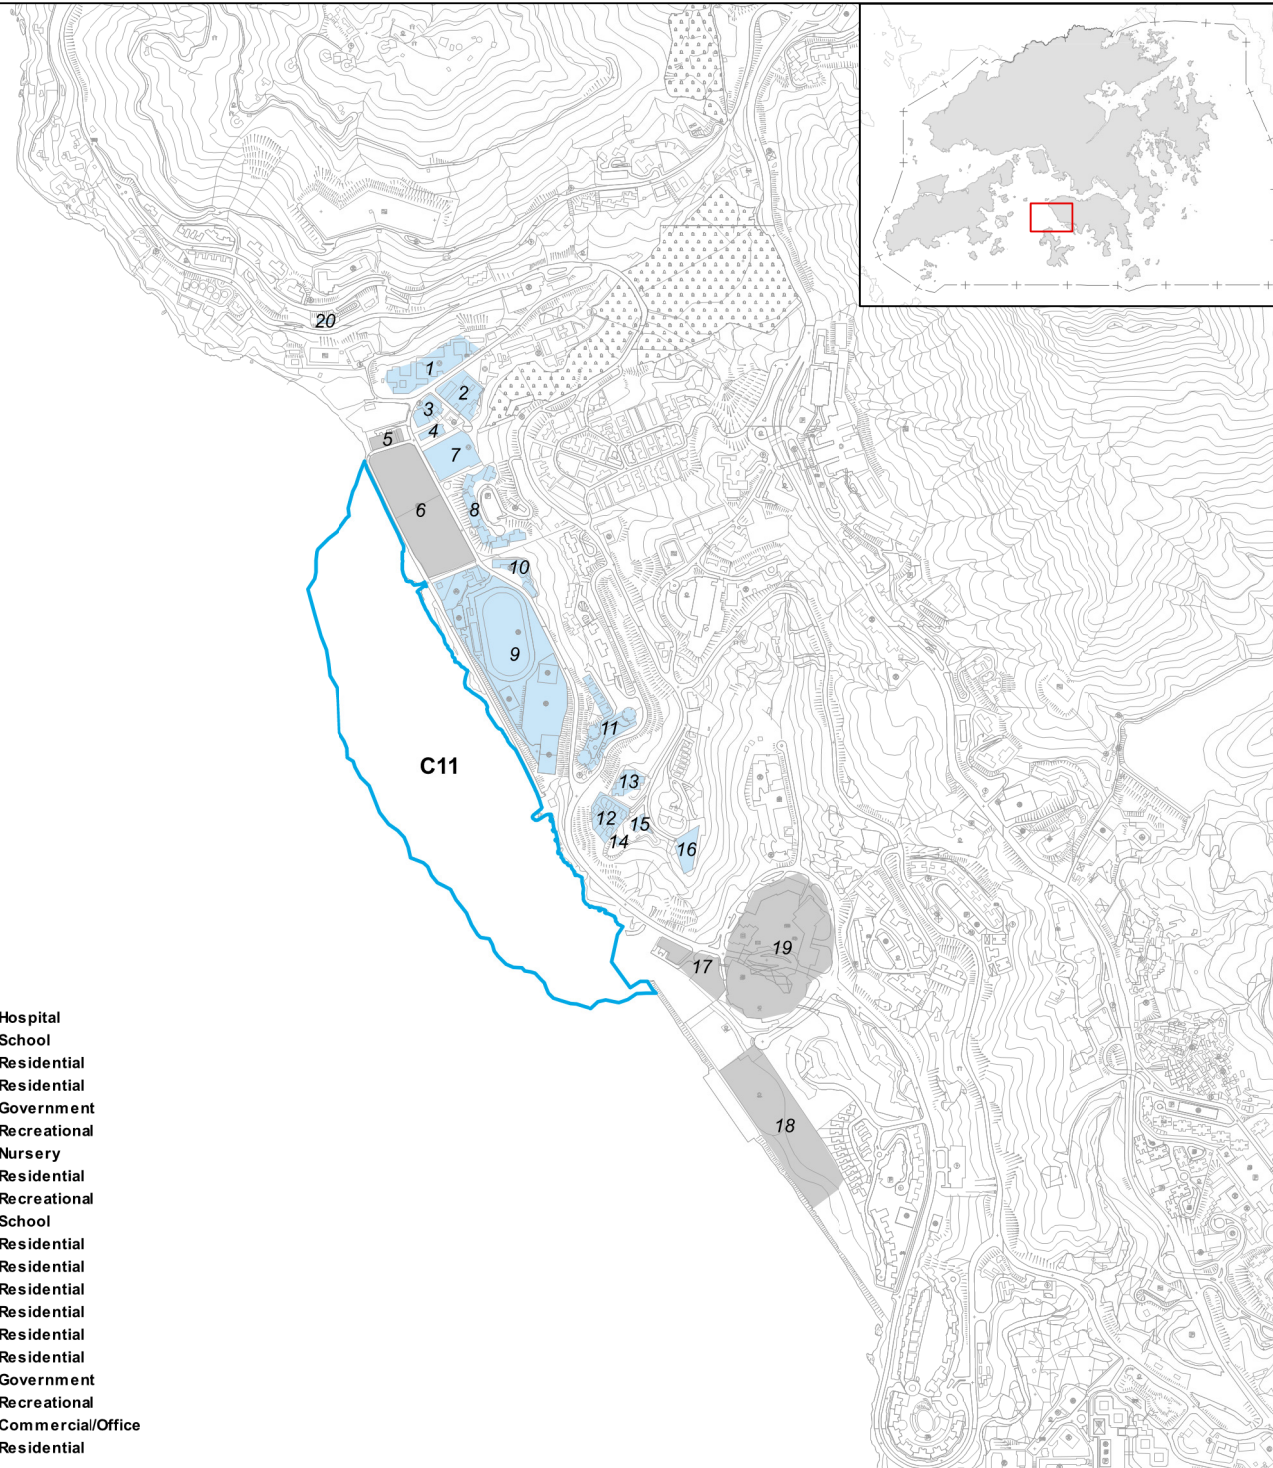 20
1
2
3
4
5
7
6
8
10
9
11
C11
13
12
15
14
16
19
17
18
Hospital
School
Residential
Residential
Government
Recreational
Nursery
Residential
Recreational
School
Residential
Residential
Residential
Residential
Residential
Residential
Government
Recreational
Commercial/Office
Residential